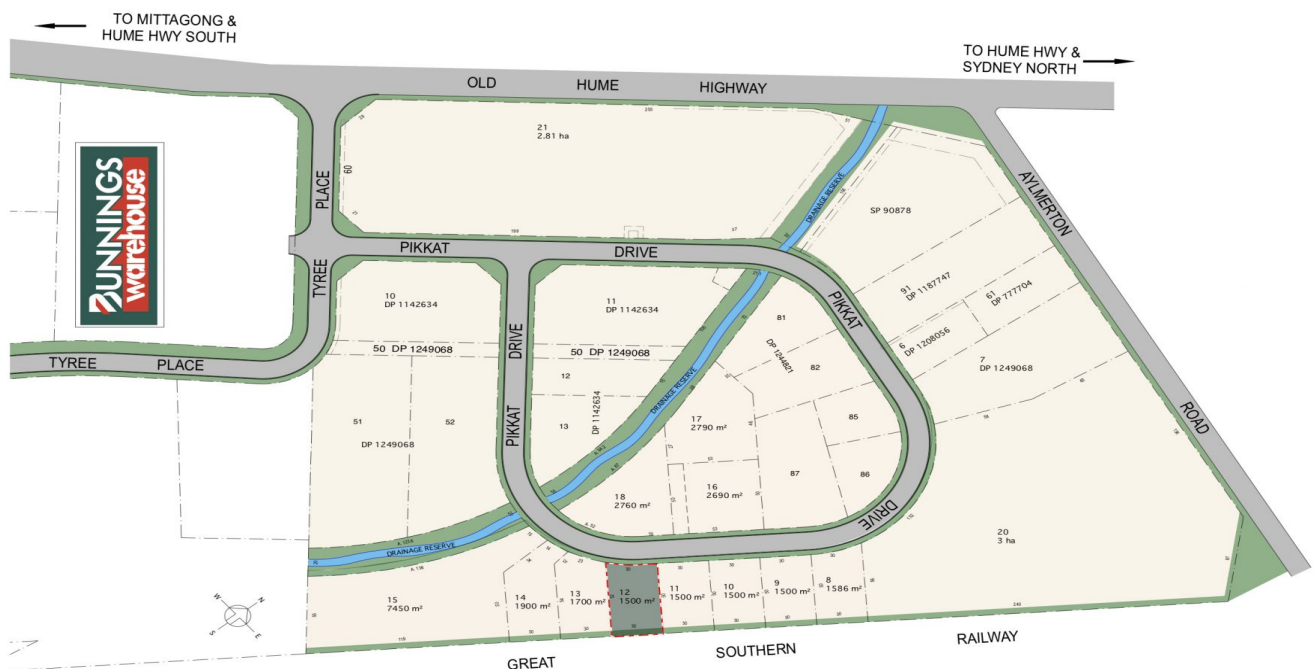 TO MITTAGONG &
HUME HWY SOUTH
TO HUME HWY &
SYDNEY NORTH
OLD HUME HIGHWAY
21
2.81 ha
60
BUNNINGS
warehouse
PLACE
TYREE
PIKKAT DRIVE
DRAINAGE RESERVE
SP 90878
AYLMERTON
ROAD
91
DP 1187747
61
DP 777704
6
DP 1208056
7
DP 1249068
10
DP 1142634
11
DP 1142634
PIKKAT
DRIVE
81
DP 1244821
82
50 DP 1249068
50 DP 1249068
TYREE PLACE
DRIVE
PIKKAT
12
13
DP 1142634
DRAINAGE RESERVE
51
52
DP 1249068
17
2790 m²
85
86
87
16
2690 m²
18
2760 m²
20
3 ha
DRAINAGE RESERVE
15
7450 m²
14
1900 m²
13
1700 m²
12
1500 m²
11
1500 m²
10
1500 m²
9
1500 m²
8
1586 m²
W
N
S
E
GREAT SOUTHERN RAILWAY